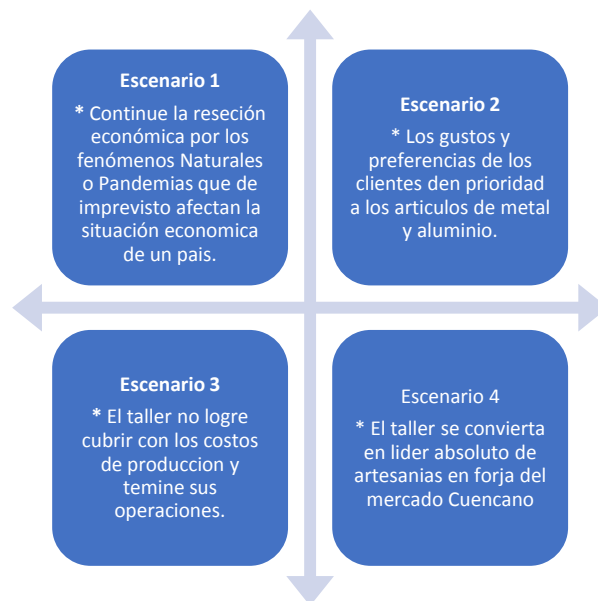 Escenario 1
* Continue la reseción
económica por los
fenómenos Naturales
o Pandemias que de
imprevisto afectan la
situación economica
de un pais.
Escenario 2
* Los gustos y
preferencias de los
clientes den prioridad
a los articulos de metal
y aluminio.
Escenario 3
* El taller no logre
cubrir con los costos
de produccion y
temine sus
operaciones.
Escenario 4
* El taller se convierta
en lider absoluto de
artesanias en forja del
mercado Cuencano